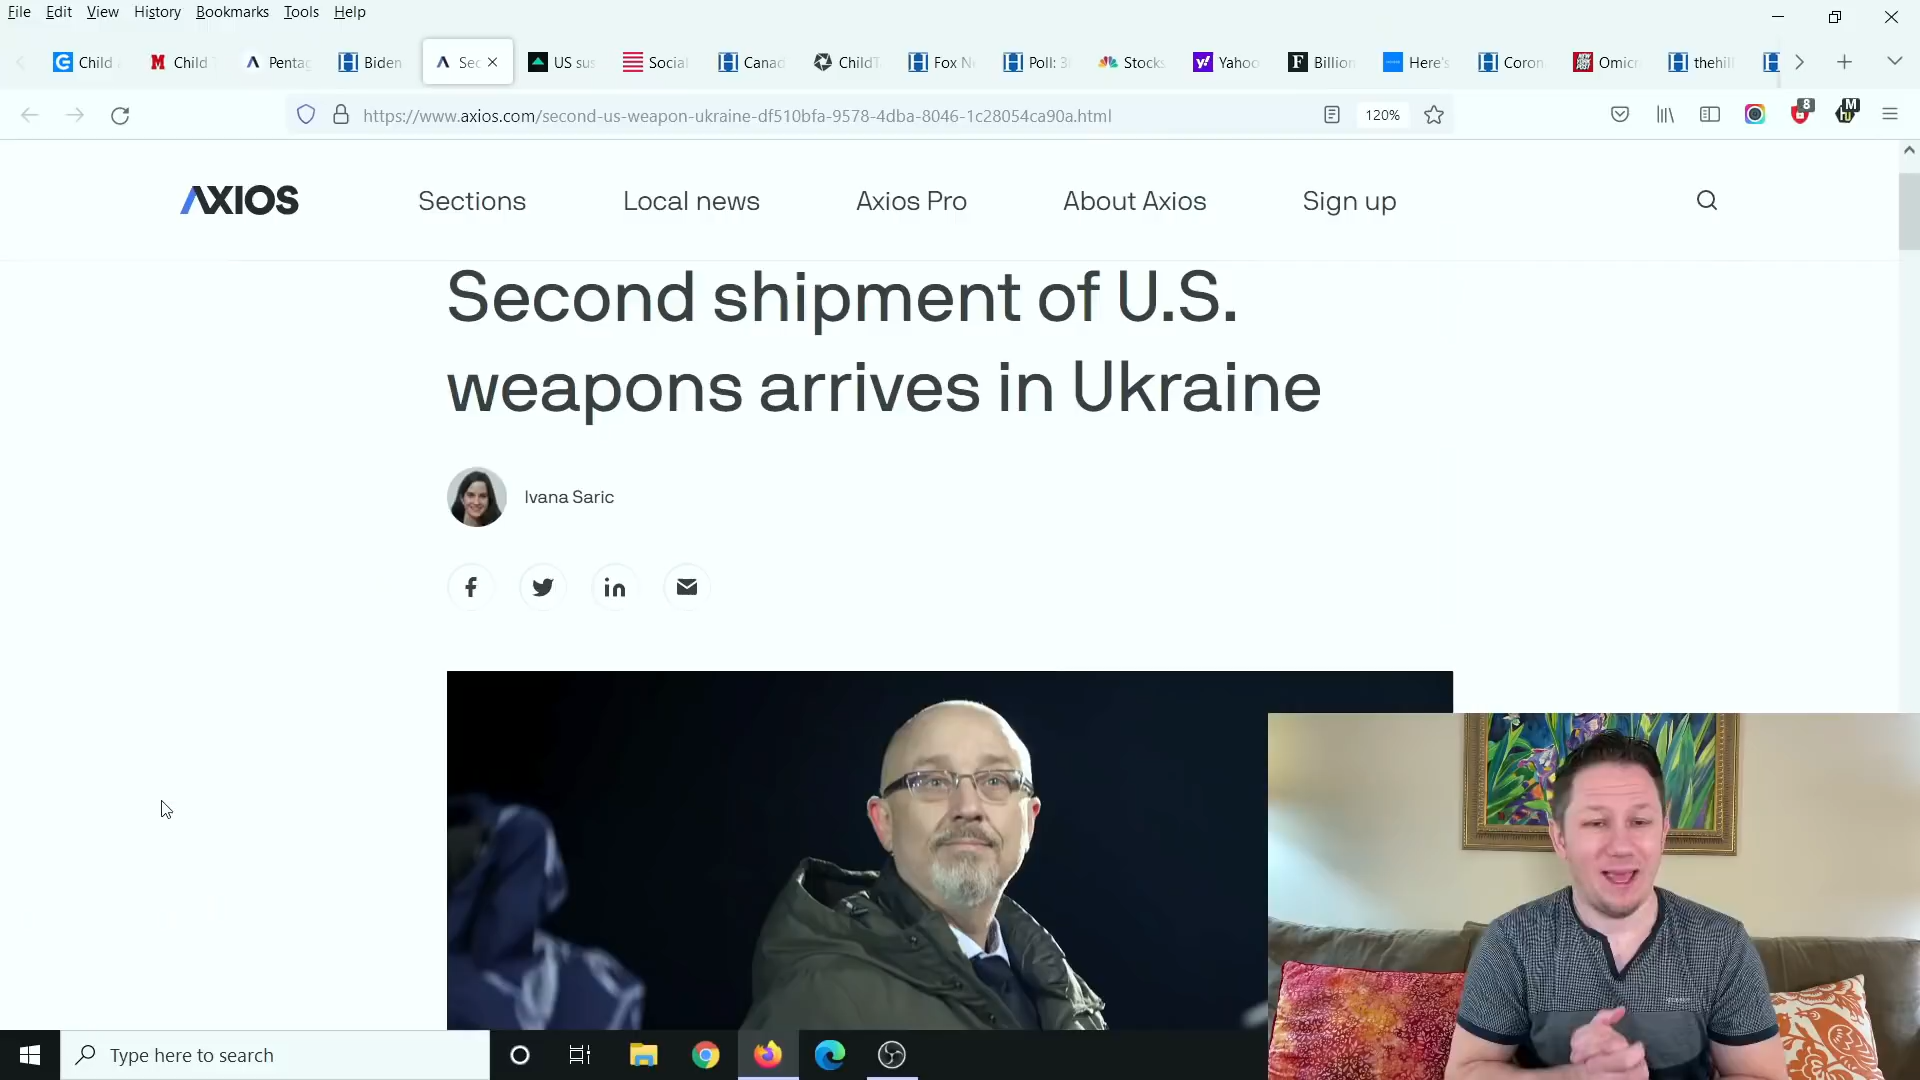 File Edit View History Bookmarks Tools Help
Child Child Pentag Biden Sec US sus Social Canad ChildT Fox N Poll: 3 Stocks Yahoo Billion Here's Coron Omicr thehill
https://www.axios.com/second-us-weapon-ukraine-df510bfa-9578-4dba-8046-1c28054ca90a.html 120% 8 M
AXIOS Sections Local news Axios Pro About Axios Sign up
Second shipment of U.S.
weapons arrives in Ukraine
Ivana Saric
Type here to search